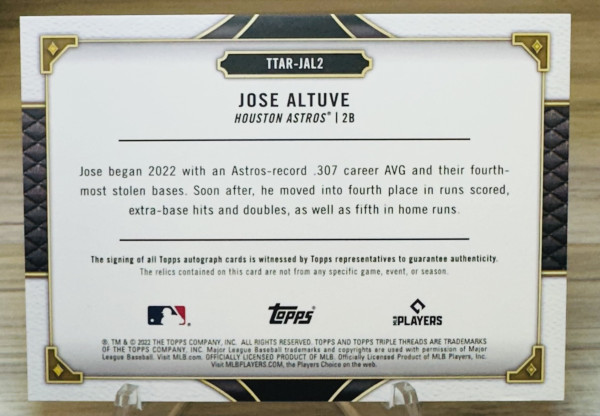 TTAR-JAL2
JOSE ALTUVE
HOUSTON ASTROS® | 2B
Jose began 2022 with an Astros-record .307 career AVG and their fourth-
most stolen bases. Soon after, he moved into fourth place in runs scored,
extra-base hits and doubles, as well as fifth in home runs.
The signing of all Topps autograph cards is witnessed by Topps representatives to guarantee authenticity.
The relics contained on this card are not from any specific game, event, or season.
Topps®
MLB PLAYERS
®, TM & © 2022 THE TOPPS COMPANY, INC. ALL RIGHTS RESERVED. TOPPS AND TOPPS TRIPLE THREADS ARE TRADEMARKS
OF THE TOPPS COMPANY, INC. Major League Baseball trademarks and copyrights are used with permission of Major
League Baseball. Visit MLB.com. OFFICIALLY LICENSED PRODUCT OF MLB. Officially Licensed Product of MLB Players, Inc.
Visit MLBPLAYERS.COM, the Players Choice on the web.